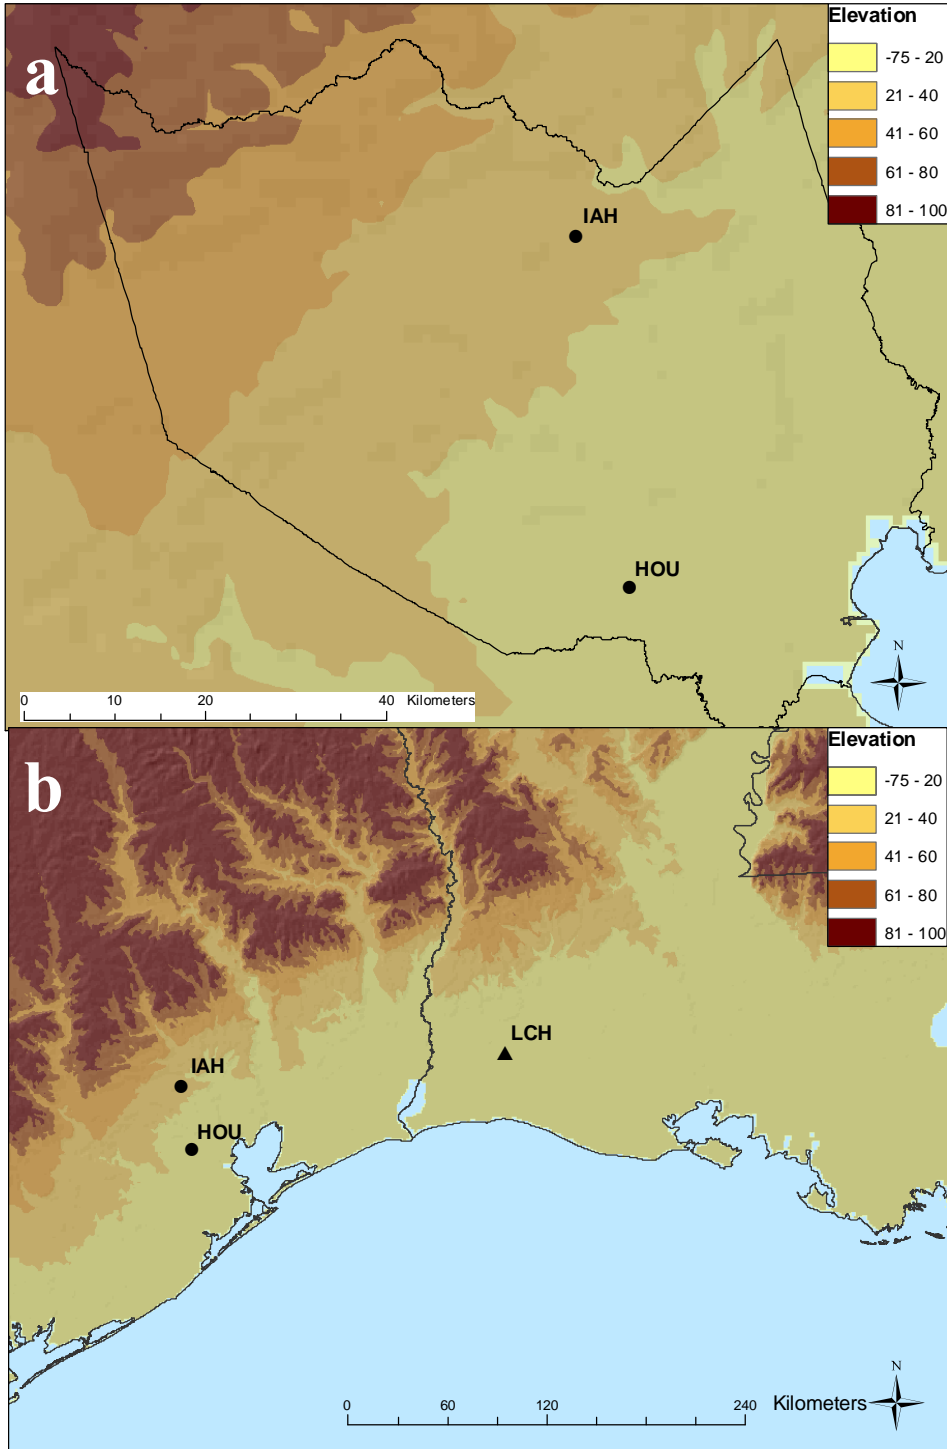 a
Elevation
-75 - 20
21 - 40
41 - 60
61 - 80
81 - 100
IAH
HOU
N
0 10 20 40 Kilometers
b
Elevation
-75 - 20
21 - 40
41 - 60
61 - 80
81 - 100
LCH
IAH
HOU
N
0 60 120 240 Kilometers